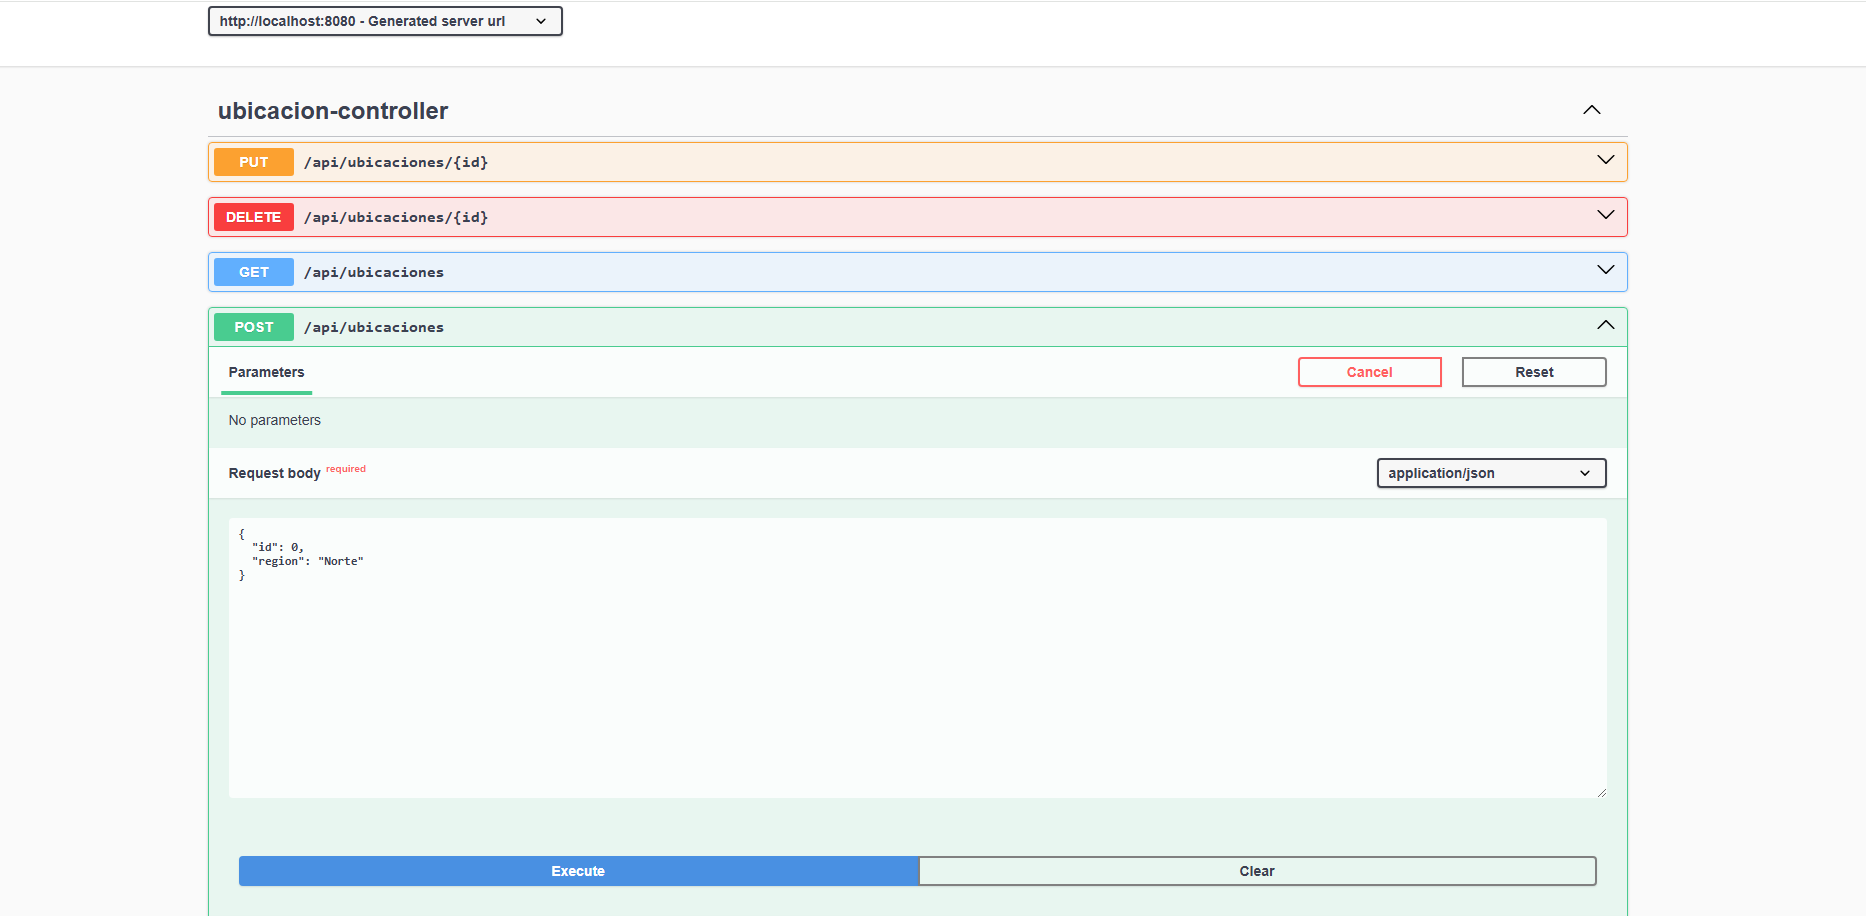 http://localhost:8080 - Generated server url
ubicacion-controller
PUT /api/ubicaciones/{id}
DELETE /api/ubicaciones/{id}
GET /api/ubicaciones
POST /api/ubicaciones
Parameters Cancel Reset
No parameters
Request body required application/json
{
  "id": 0,
  "region": "Norte"
}
Execute Clear